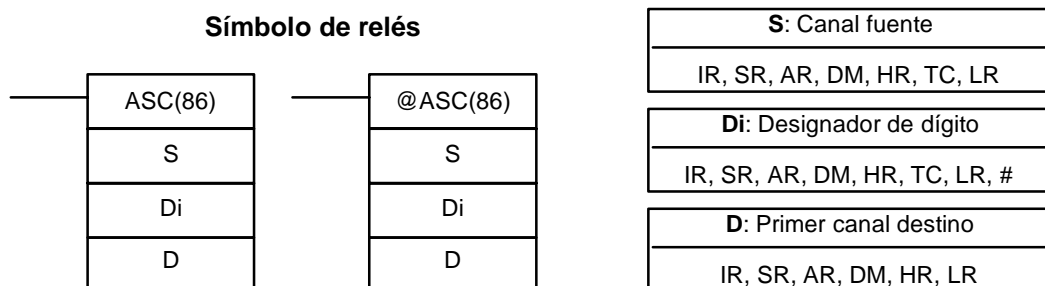 Símbolo de relés
ASC(86)
S
Di
D
@ASC(86)
S
Di
D
S: Canal fuente
IR, SR, AR, DM, HR, TC, LR
Di: Designador de dígito
IR, SR, AR, DM, HR, TC, LR, #
D: Primer canal destino
IR, SR, AR, DM, HR, LR